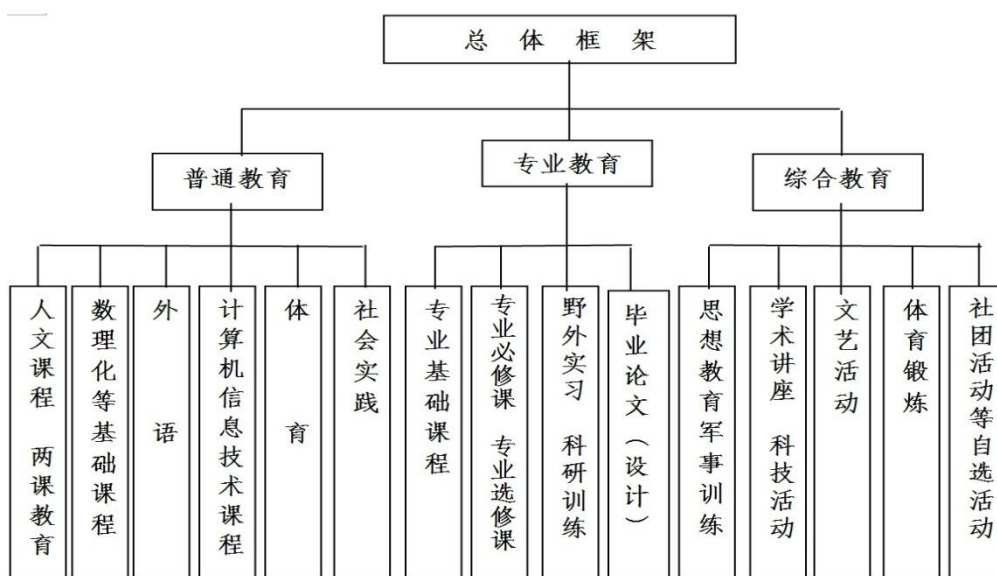 总 体 框 架
普通教育
专业教育
综合教育
人文课程 两课教育
数理化等基础课程
外 语
计算机信息技术课程
体 育
社会实践
专业基础课程
专业必修课 专业选修课
野外实习 科研训练
毕业论文（设计）
思想教育军事训练
学术讲座 科技活动
文艺活动
体育锻炼
社团活动等自选活动